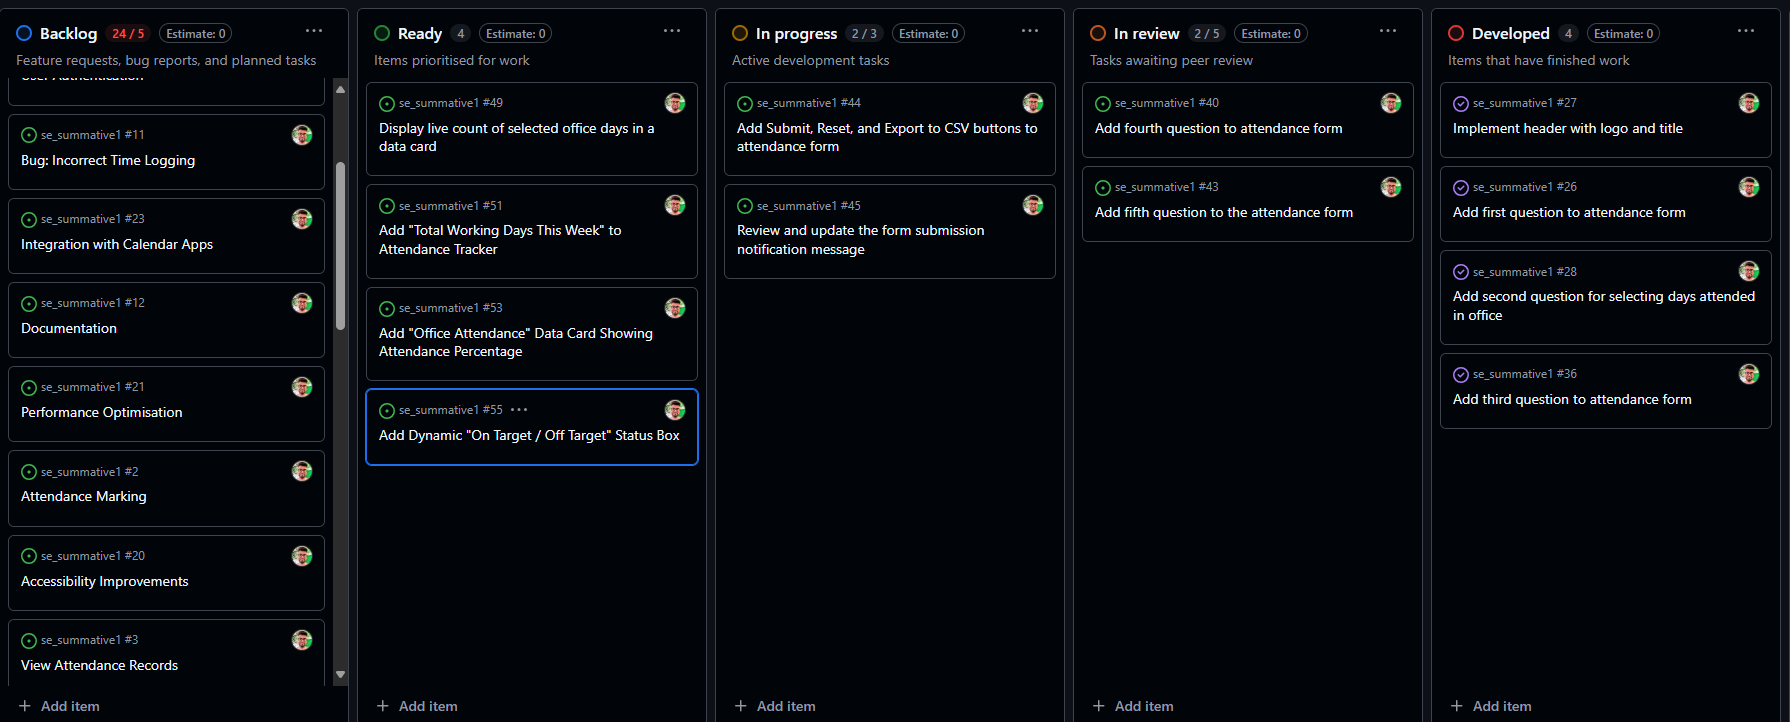 Backlog 24 / 5 Estimate: 0 ...
Feature requests, bug reports, and planned tasks
User Authentication
se_summative1 #11
Bug: Incorrect Time Logging
se_summative1 #23
Integration with Calendar Apps
se_summative1 #12
Documentation
se_summative1 #21
Performance Optimisation
se_summative1 #2
Attendance Marking
se_summative1 #20
Accessibility Improvements
se_summative1 #3
View Attendance Records
+ Add item
Ready 4 Estimate: 0 ...
Items prioritised for work
se_summative1 #49
Display live count of selected office days in a
data card
se_summative1 #51
Add "Total Working Days This Week" to
Attendance Tracker
se_summative1 #53
Add "Office Attendance" Data Card Showing
Attendance Percentage
se_summative1 #55 ...
Add Dynamic "On Target / Off Target" Status Box
+ Add item
In progress 2 / 3 Estimate: 0 ...
Active development tasks
se_summative1 #44
Add Submit, Reset, and Export to CSV buttons to
attendance form
se_summative1 #45
Review and update the form submission
notification message
+ Add item
In review 2 / 5 Estimate: 0 ...
Tasks awaiting peer review
se_summative1 #40
Add fourth question to attendance form
se_summative1 #43
Add fifth question to the attendance form
+ Add item
Developed 4 Estimate: 0 ...
Items that have finished work
se_summative1 #27
Implement header with logo and title
se_summative1 #26
Add first question to attendance form
se_summative1 #28
Add second question for selecting days attended
in office
se_summative1 #36
Add third question to attendance form
+ Add item